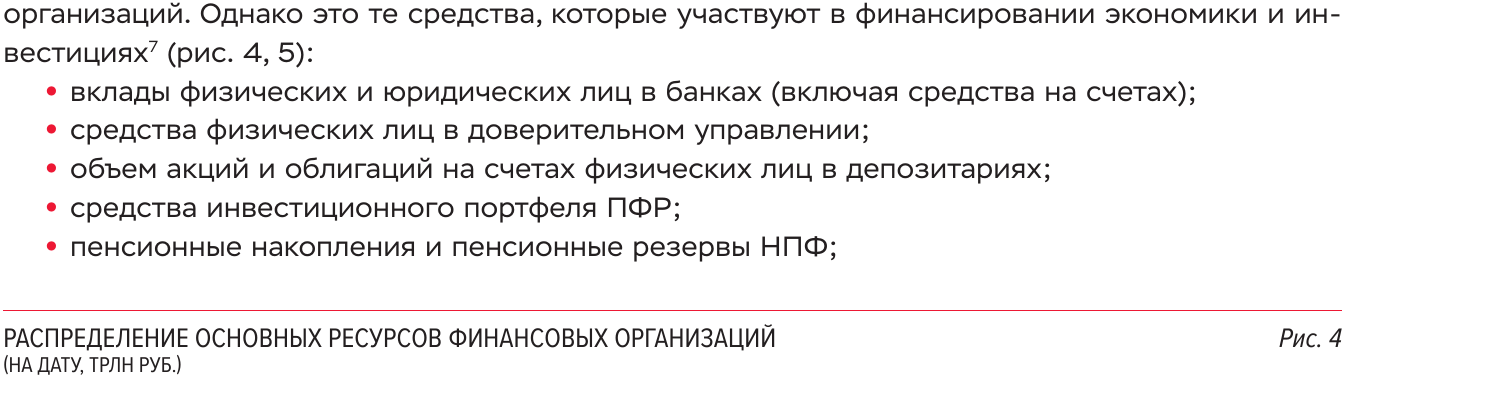 организаций. Однако это те средства, которые участвуют в финансировании экономики и ин-
вестициях⁷ (рис. 4, 5):
• вклады физических и юридических лиц в банках (включая средства на счетах);
• средства физических лиц в доверительном управлении;
• объем акций и облигаций на счетах физических лиц в депозитариях;
• средства инвестиционного портфеля ПФР;
• пенсионные накопления и пенсионные резервы НПФ;
РАСПРЕДЕЛЕНИЕ ОСНОВНЫХ РЕСУРСОВ ФИНАНСОВЫХ ОРГАНИЗАЦИЙ Рис. 4
(НА ДАТУ, ТРЛН РУБ.)